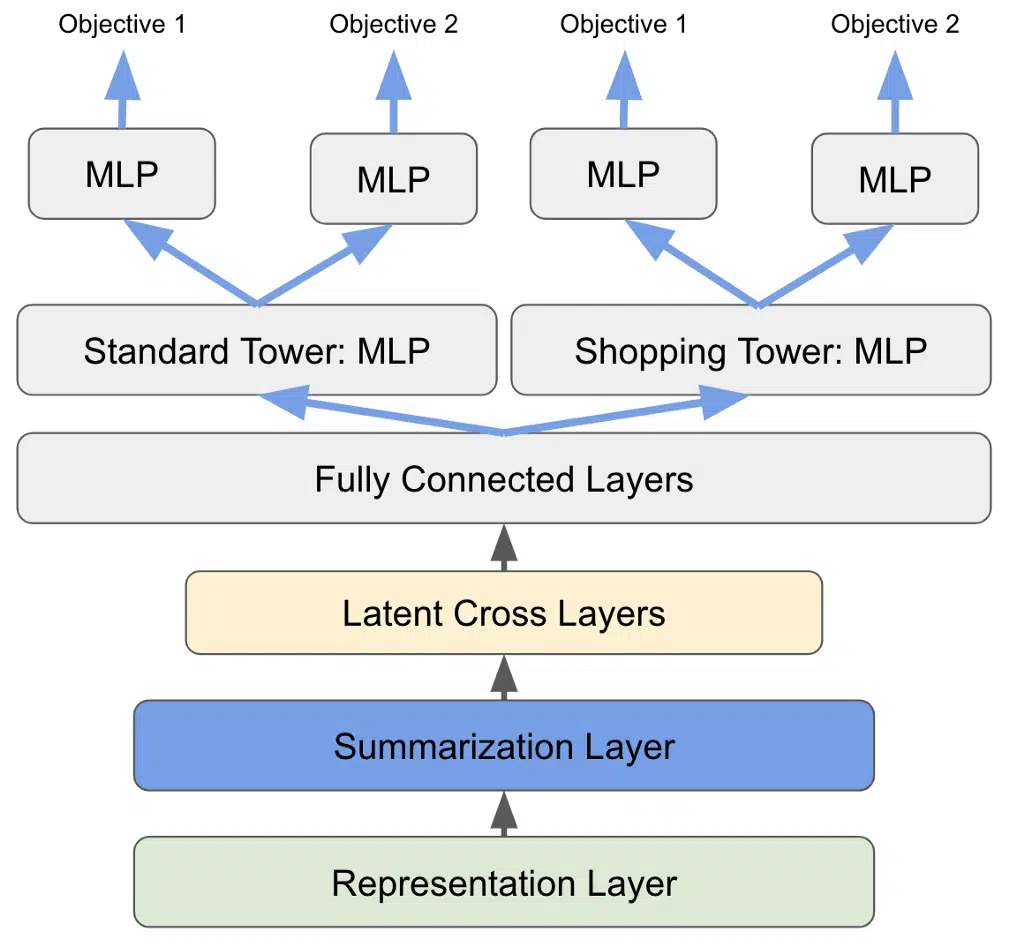 Objective 1
Objective 2
Objective 1
Objective 2
MLP
MLP
MLP
MLP
Standard Tower: MLP
Shopping Tower: MLP
Fully Connected Layers
Latent Cross Layers
Summarization Layer
Representation Layer